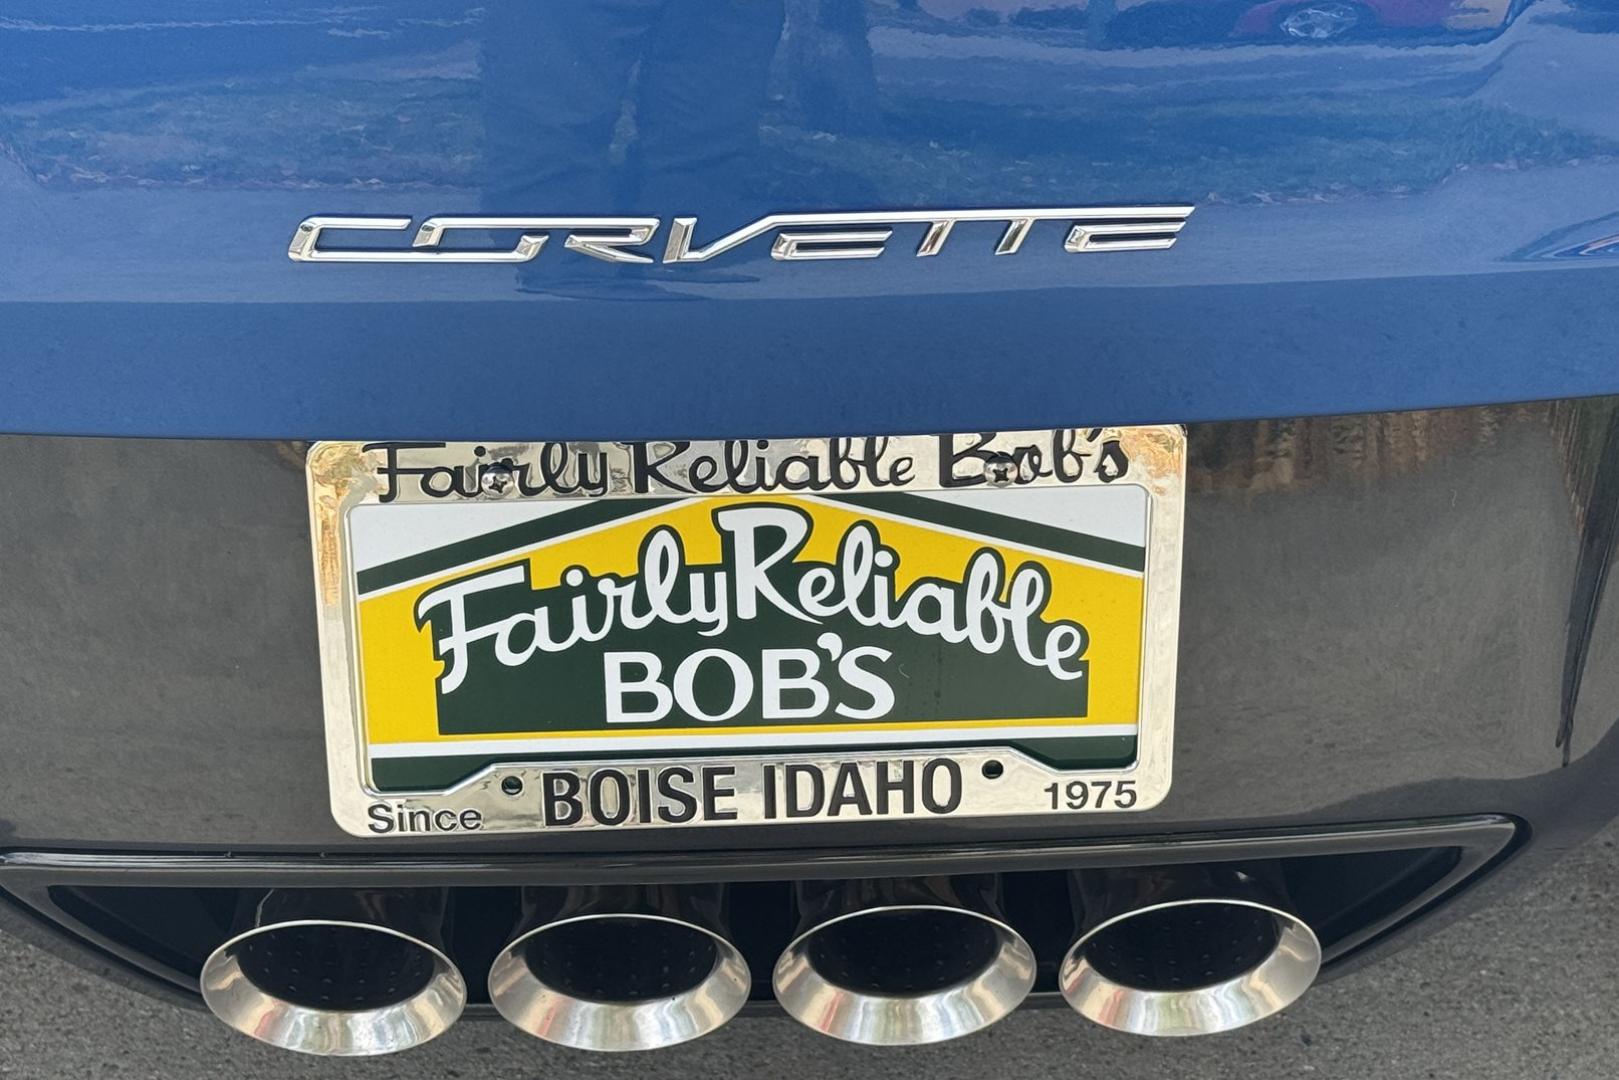 CORVETTE
Fairly Reliable Bob's
Fairly Reliable
BOB'S
Since BOISE IDAHO 1975